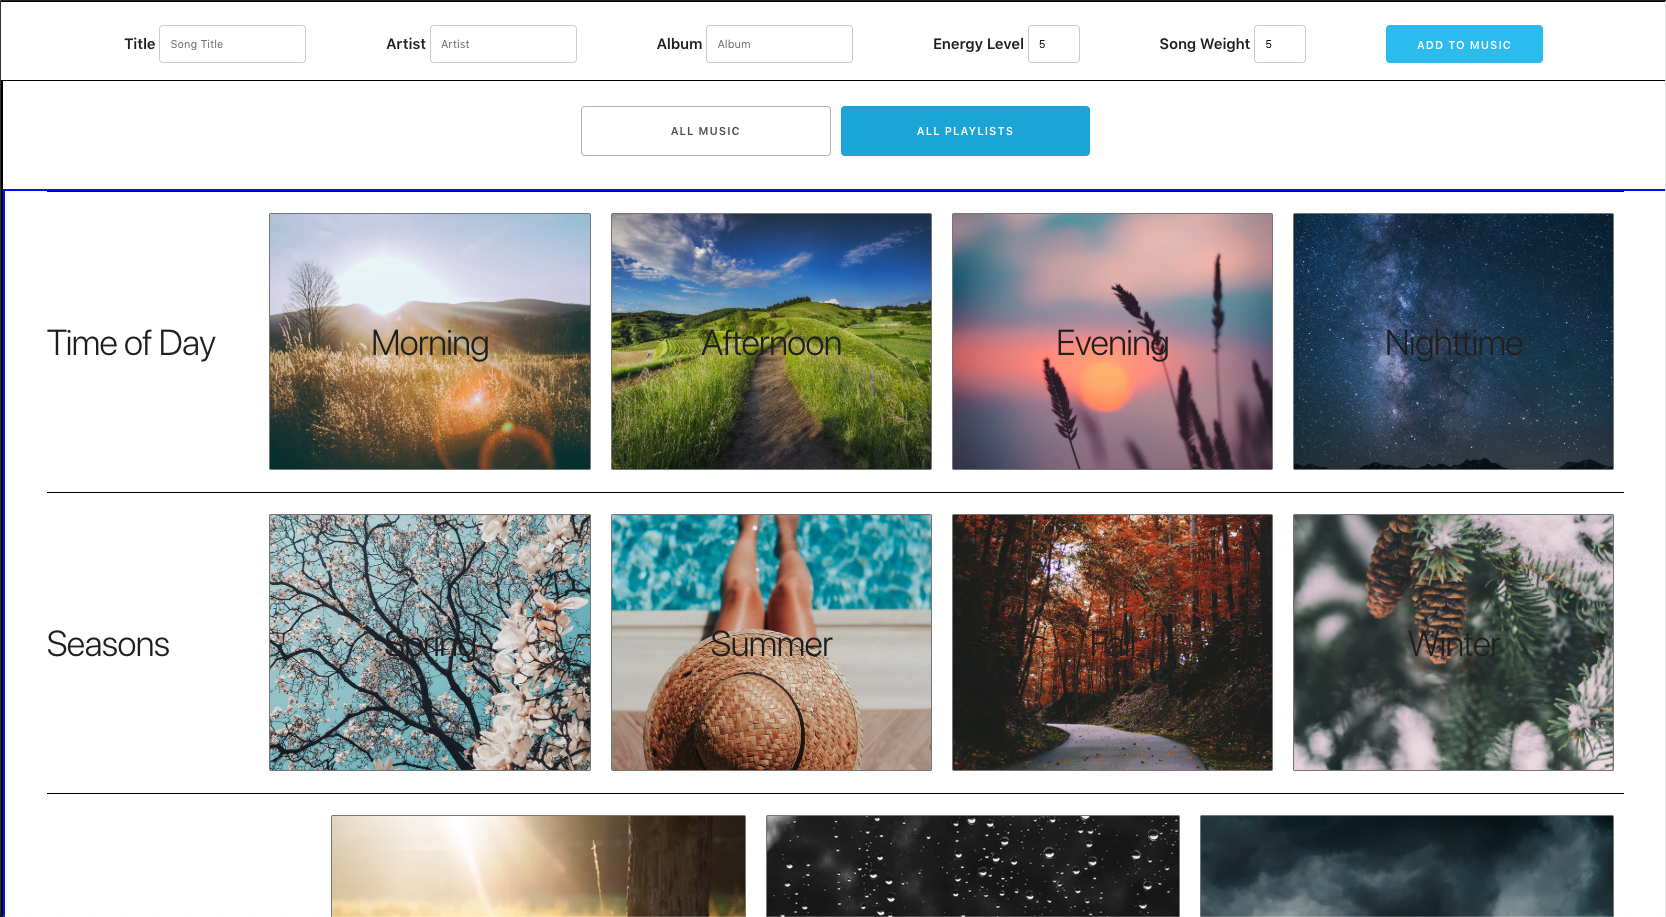 Title Song Title Artist Artist Album Album Energy Level 5 Song Weight 5 ADD TO MUSIC
ALL MUSIC ALL PLAYLISTS
Time of Day Morning Afternoon Evening Nighttime
Seasons Spring Summer Fall Winter